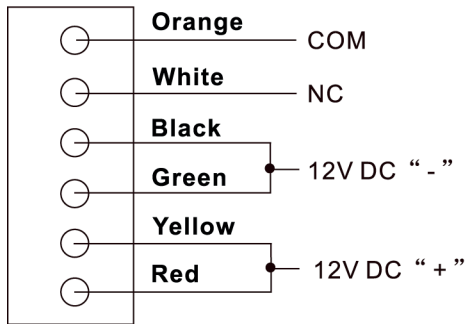 Orange
COM
White
NC
Black
12V DC “ - ”
Green
Yellow
12V DC “ + ”
Red